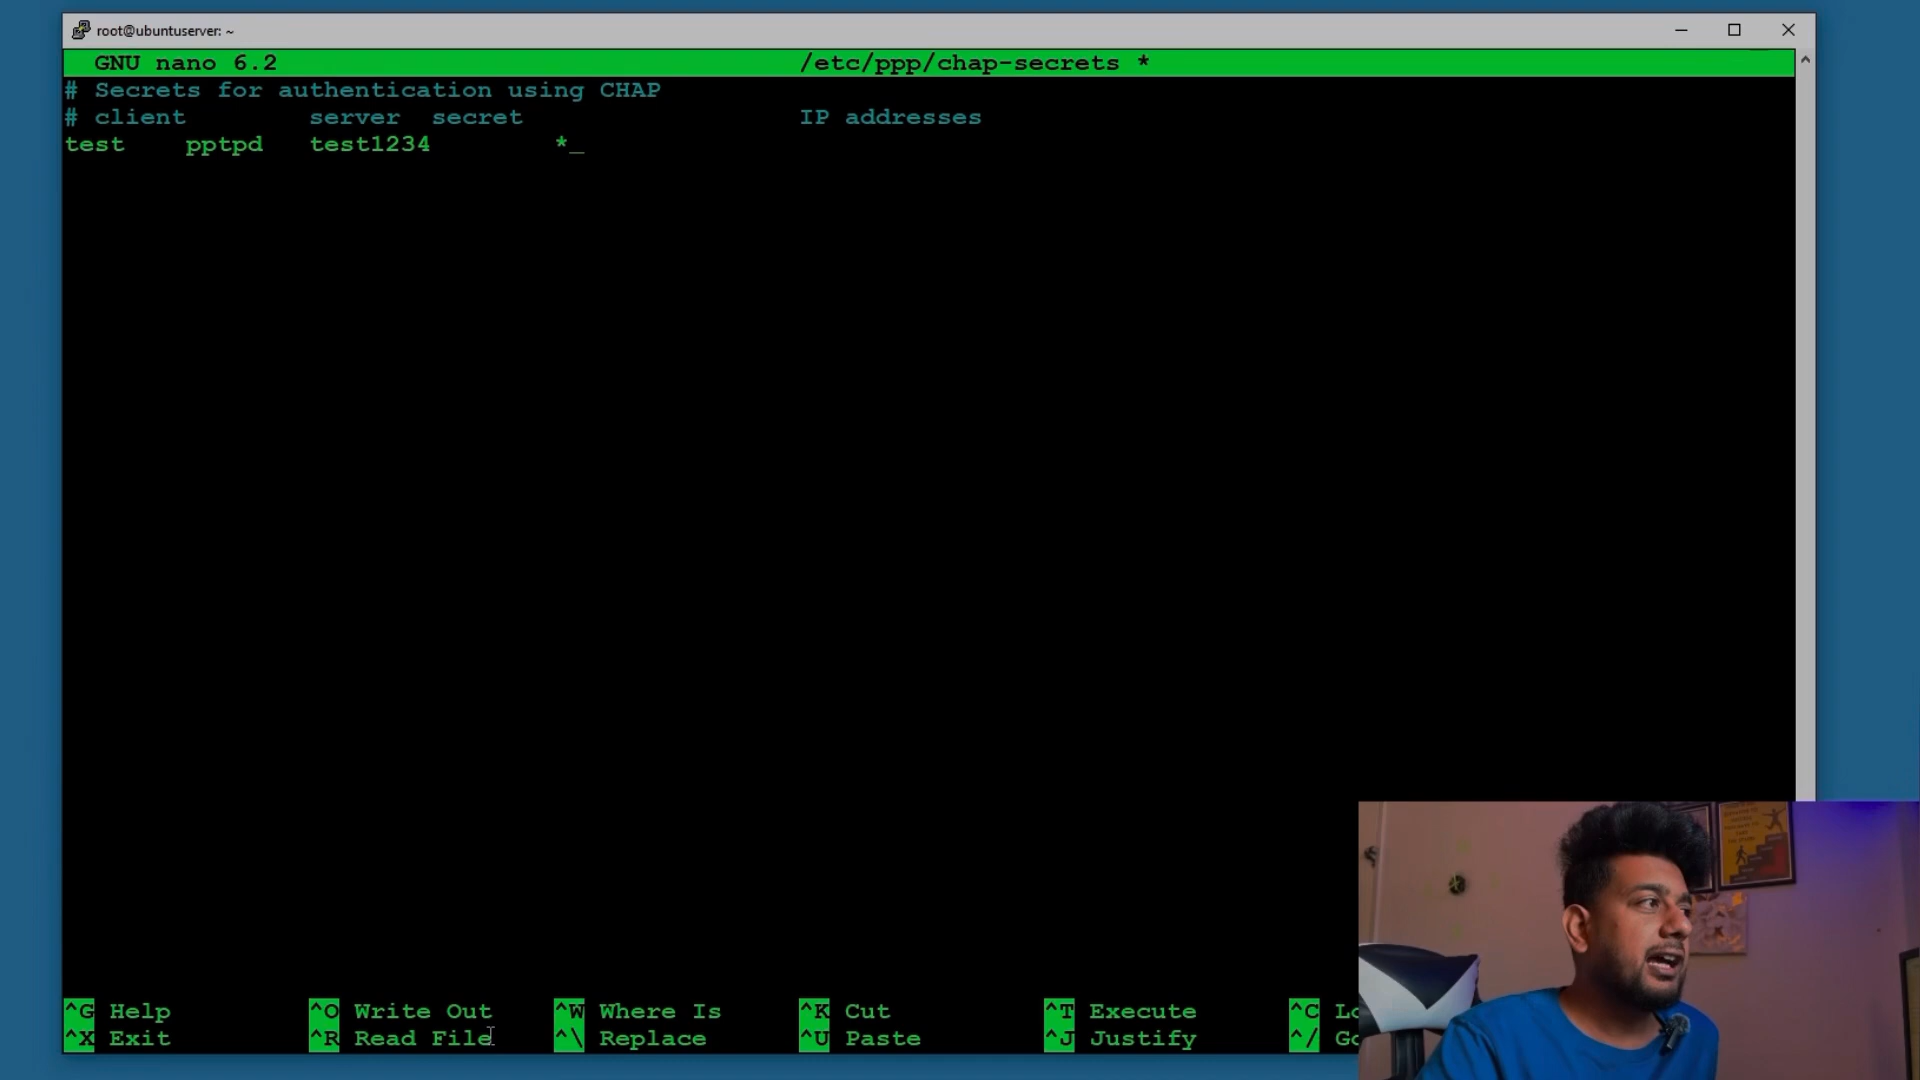 root@ubuntuserver: ~
GNU nano 6.2 /etc/ppp/chap-secrets *
# Secrets for authentication using CHAP
# client server secret IP addresses
test pptpd test1234 *_
^G Help ^O Write Out ^W Where Is ^K Cut ^T Execute ^C Lo
^X Exit ^R Read File ^\ Replace ^U Paste ^J Justify ^/ Go